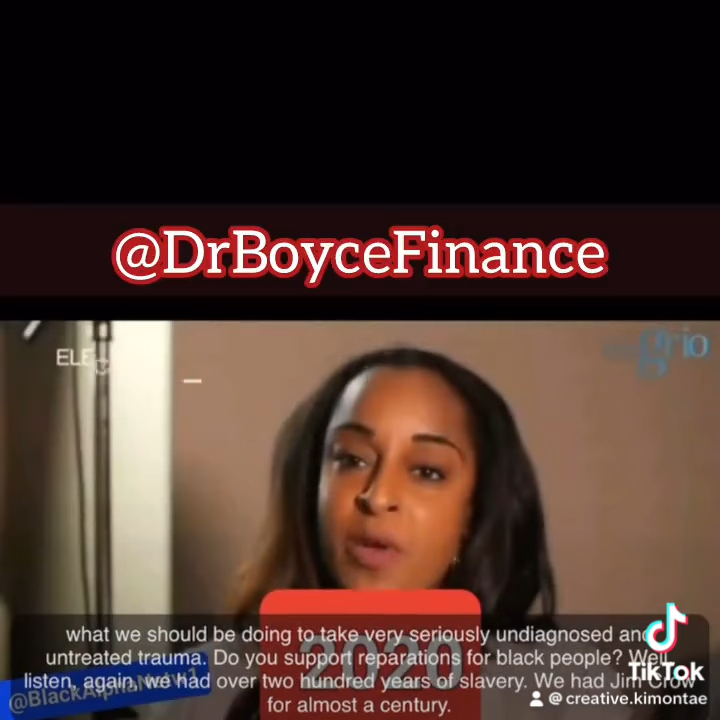 @DrBoyceFinance
ELE
grio
2020
what we should be doing to take very seriously undiagnosed and
untreated trauma. Do you support reparations for black people? Well
listen, again, we had over two hundred years of slavery. We had Jim Crow
for almost a century.
TikTok
@creative.kimontae